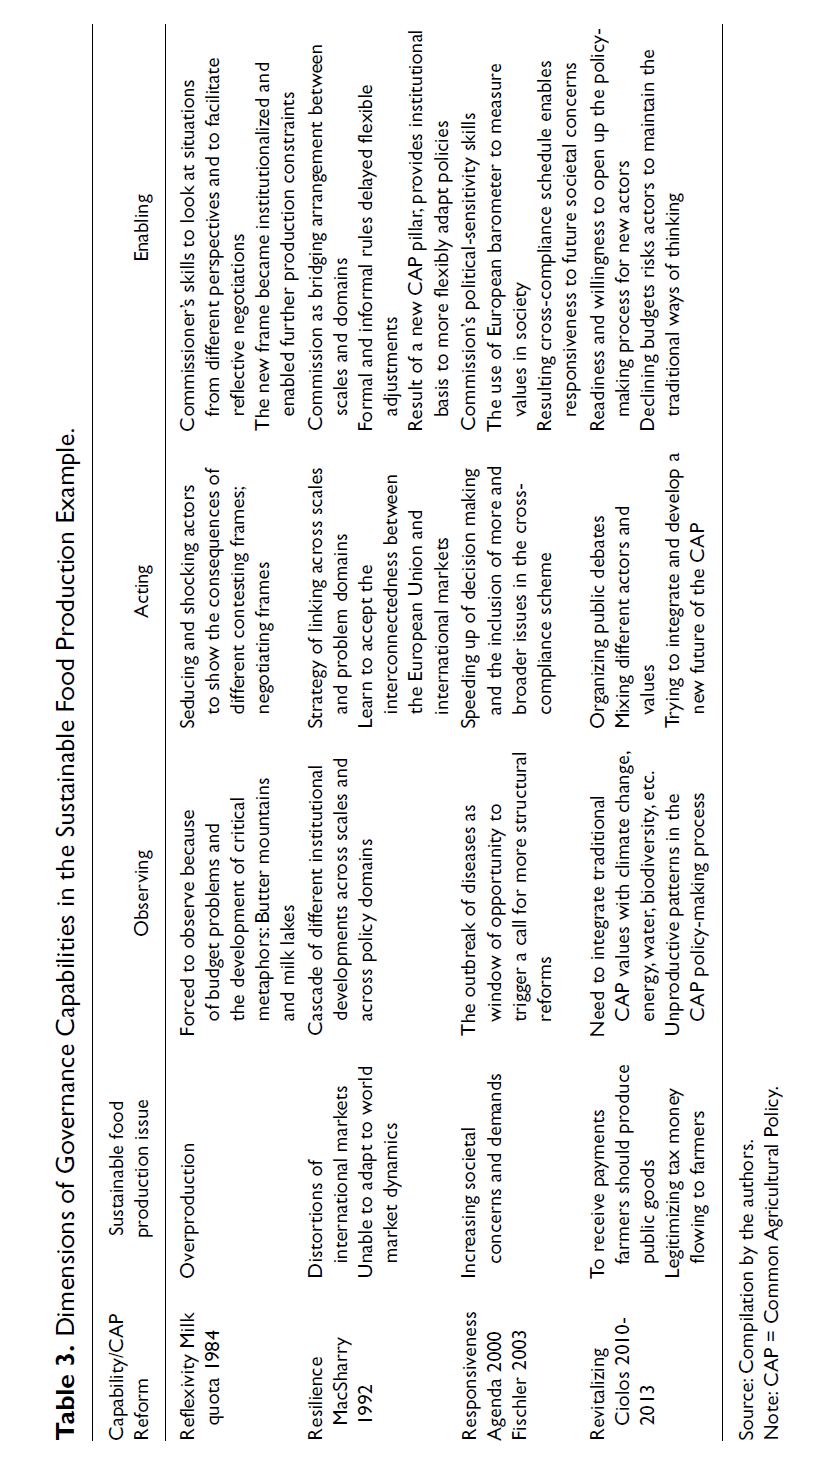 Table 3. Dimensions of Governance Capabilities in the Sustainable Food Production Example.
Capability/CAP
Reform
Sustainable food
production issue
Observing
Acting
Enabling
Reflexivity Milk
quota 1984
Overproduction
Forced to observe because
of budget problems and
the development of critical
metaphors: Butter mountains
and milk lakes
Seducing and shocking actors
to show the consequences of
different contesting frames;
negotiating frames
Commissioner's skills to look at situations
from different perspectives and to facilitate
reflective negotiations
The new frame became institutionalized and
enabled further production constraints
Resilience
MacSharry
1992
Distortions of
international markets
Unable to adapt to world
market dynamics
Cascade of different institutional
developments across scales and
across policy domains
Strategy of linking across scales
and problem domains
Learn to accept the
interconnectedness between
the European Union and
international markets
Commission as bridging arrangement between
scales and domains
Formal and informal rules delayed flexible
adjustments
Result of a new CAP pillar, provides institutional
basis to more flexibly adapt policies
Responsiveness
Agenda 2000
Fischler 2003
Increasing societal
concerns and demands
The outbreak of diseases as
window of opportunity to
trigger a call for more structural
reforms
Speeding up of decision making
and the inclusion of more and
broader issues in the cross-
compliance scheme
Commission's political-sensitivity skills
The use of European barometer to measure
values in society
Resulting cross-compliance schedule enables
responsiveness to future societal concerns
Revitalizing
Ciolos 2010-
2013
To receive payments
farmers should produce
public goods
Legitimizing tax money
flowing to farmers
Need to integrate traditional
CAP values with climate change,
energy, water, biodiversity, etc.
Unproductive patterns in the
CAP policy-making process
Organizing public debates
Mixing different actors and
values
Trying to integrate and develop a
new future of the CAP
Readiness and willingness to open up the policy-
making process for new actors
Declining budgets risks actors to maintain the
traditional ways of thinking
Source: Compilation by the authors.
Note: CAP = Common Agricultural Policy.